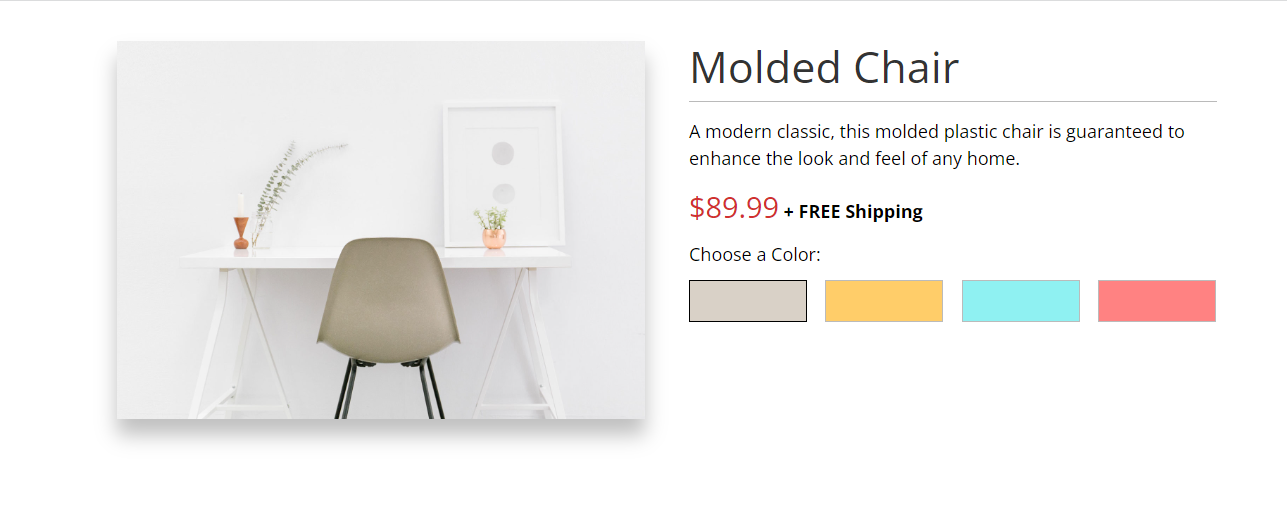 Molded Chair
A modern classic, this molded plastic chair is guaranteed to
enhance the look and feel of any home.
$89.99 + FREE Shipping
Choose a Color: